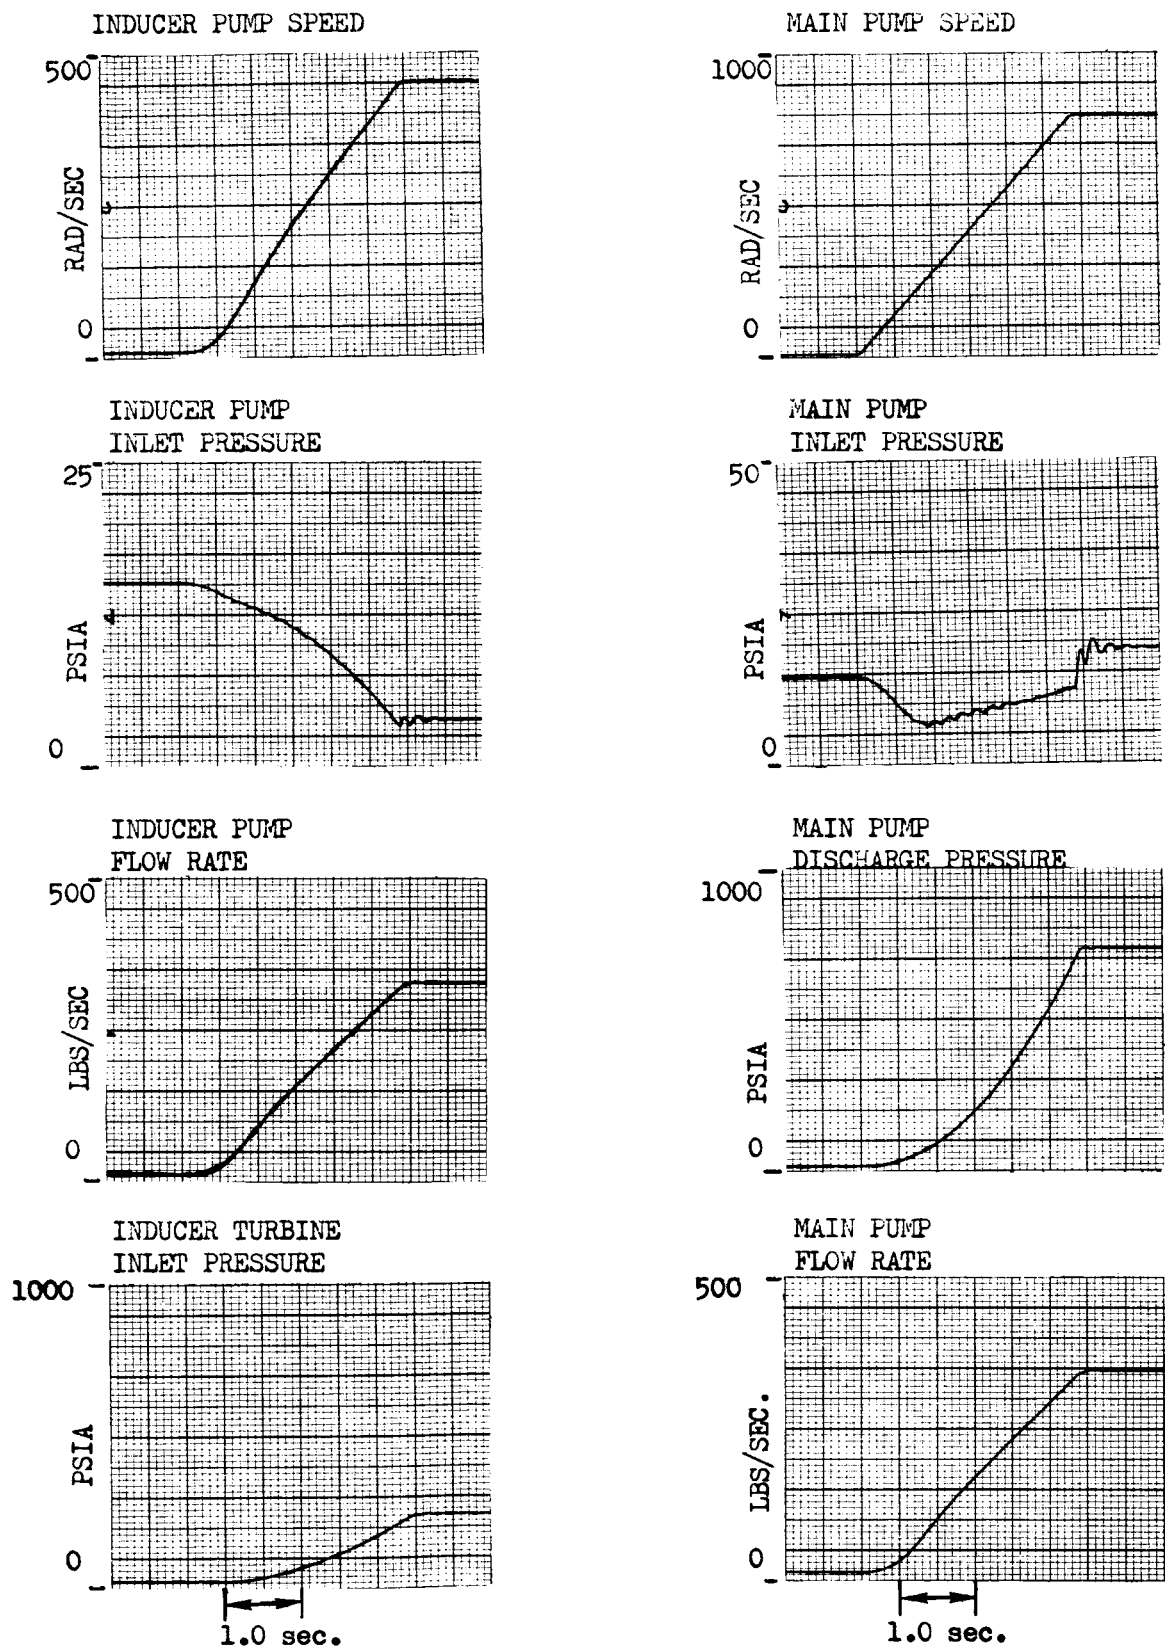 INDUCER PUMP SPEED
500
RAD/SEC
0
INDUCER PUMP
INLET PRESSURE
25
PSIA
0
INDUCER PUMP
FLOW RATE
500
LBS/SEC
0
INDUCER TURBINE
INLET PRESSURE
1000
PSIA
0
1.0 sec.
MAIN PUMP SPEED
1000
RAD/SEC
0
MAIN PUMP
INLET PRESSURE
50
PSIA
0
MAIN PUMP
DISCHARGE PRESSURE
1000
PSIA
0
MAIN PUMP
FLOW RATE
500
LBS/SEC.
0
1.0 sec.